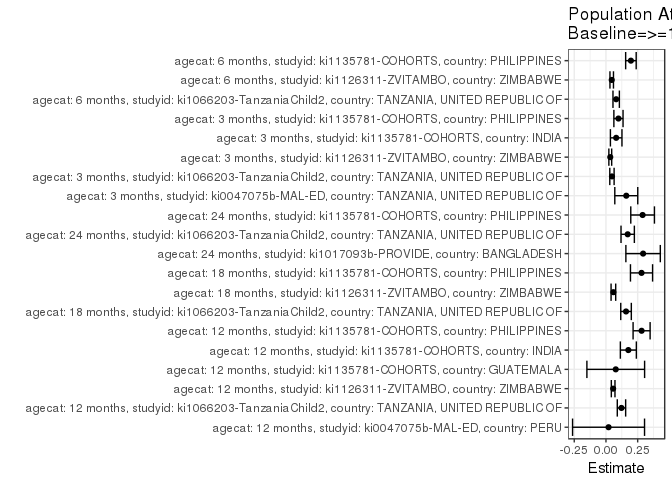 Population A
Baseline=>=1
agecat: 6 months, studyid: ki1135781-COHORTS, country: PHILIPPINES
agecat: 6 months, studyid: ki1126311-ZVITAMBO, country: ZIMBABWE
agecat: 6 months, studyid: ki1066203-TanzaniaChild2, country: TANZANIA, UNITED REPUBLIC OF
agecat: 3 months, studyid: ki1135781-COHORTS, country: PHILIPPINES
agecat: 3 months, studyid: ki1135781-COHORTS, country: INDIA
agecat: 3 months, studyid: ki1126311-ZVITAMBO, country: ZIMBABWE
agecat: 3 months, studyid: ki1066203-TanzaniaChild2, country: TANZANIA, UNITED REPUBLIC OF
agecat: 3 months, studyid: ki0047075b-MAL-ED, country: TANZANIA, UNITED REPUBLIC OF
agecat: 24 months, studyid: ki1135781-COHORTS, country: PHILIPPINES
agecat: 24 months, studyid: ki1066203-TanzaniaChild2, country: TANZANIA, UNITED REPUBLIC OF
agecat: 24 months, studyid: ki1017093b-PROVIDE, country: BANGLADESH
agecat: 18 months, studyid: ki1135781-COHORTS, country: PHILIPPINES
agecat: 18 months, studyid: ki1126311-ZVITAMBO, country: ZIMBABWE
agecat: 18 months, studyid: ki1066203-TanzaniaChild2, country: TANZANIA, UNITED REPUBLIC OF
agecat: 12 months, studyid: ki1135781-COHORTS, country: PHILIPPINES
agecat: 12 months, studyid: ki1135781-COHORTS, country: INDIA
agecat: 12 months, studyid: ki1135781-COHORTS, country: GUATEMALA
agecat: 12 months, studyid: ki1126311-ZVITAMBO, country: ZIMBABWE
agecat: 12 months, studyid: ki1066203-TanzaniaChild2, country: TANZANIA, UNITED REPUBLIC OF
agecat: 12 months, studyid: ki0047075b-MAL-ED, country: PERU
-0.25 0.00 0.25
Estimate